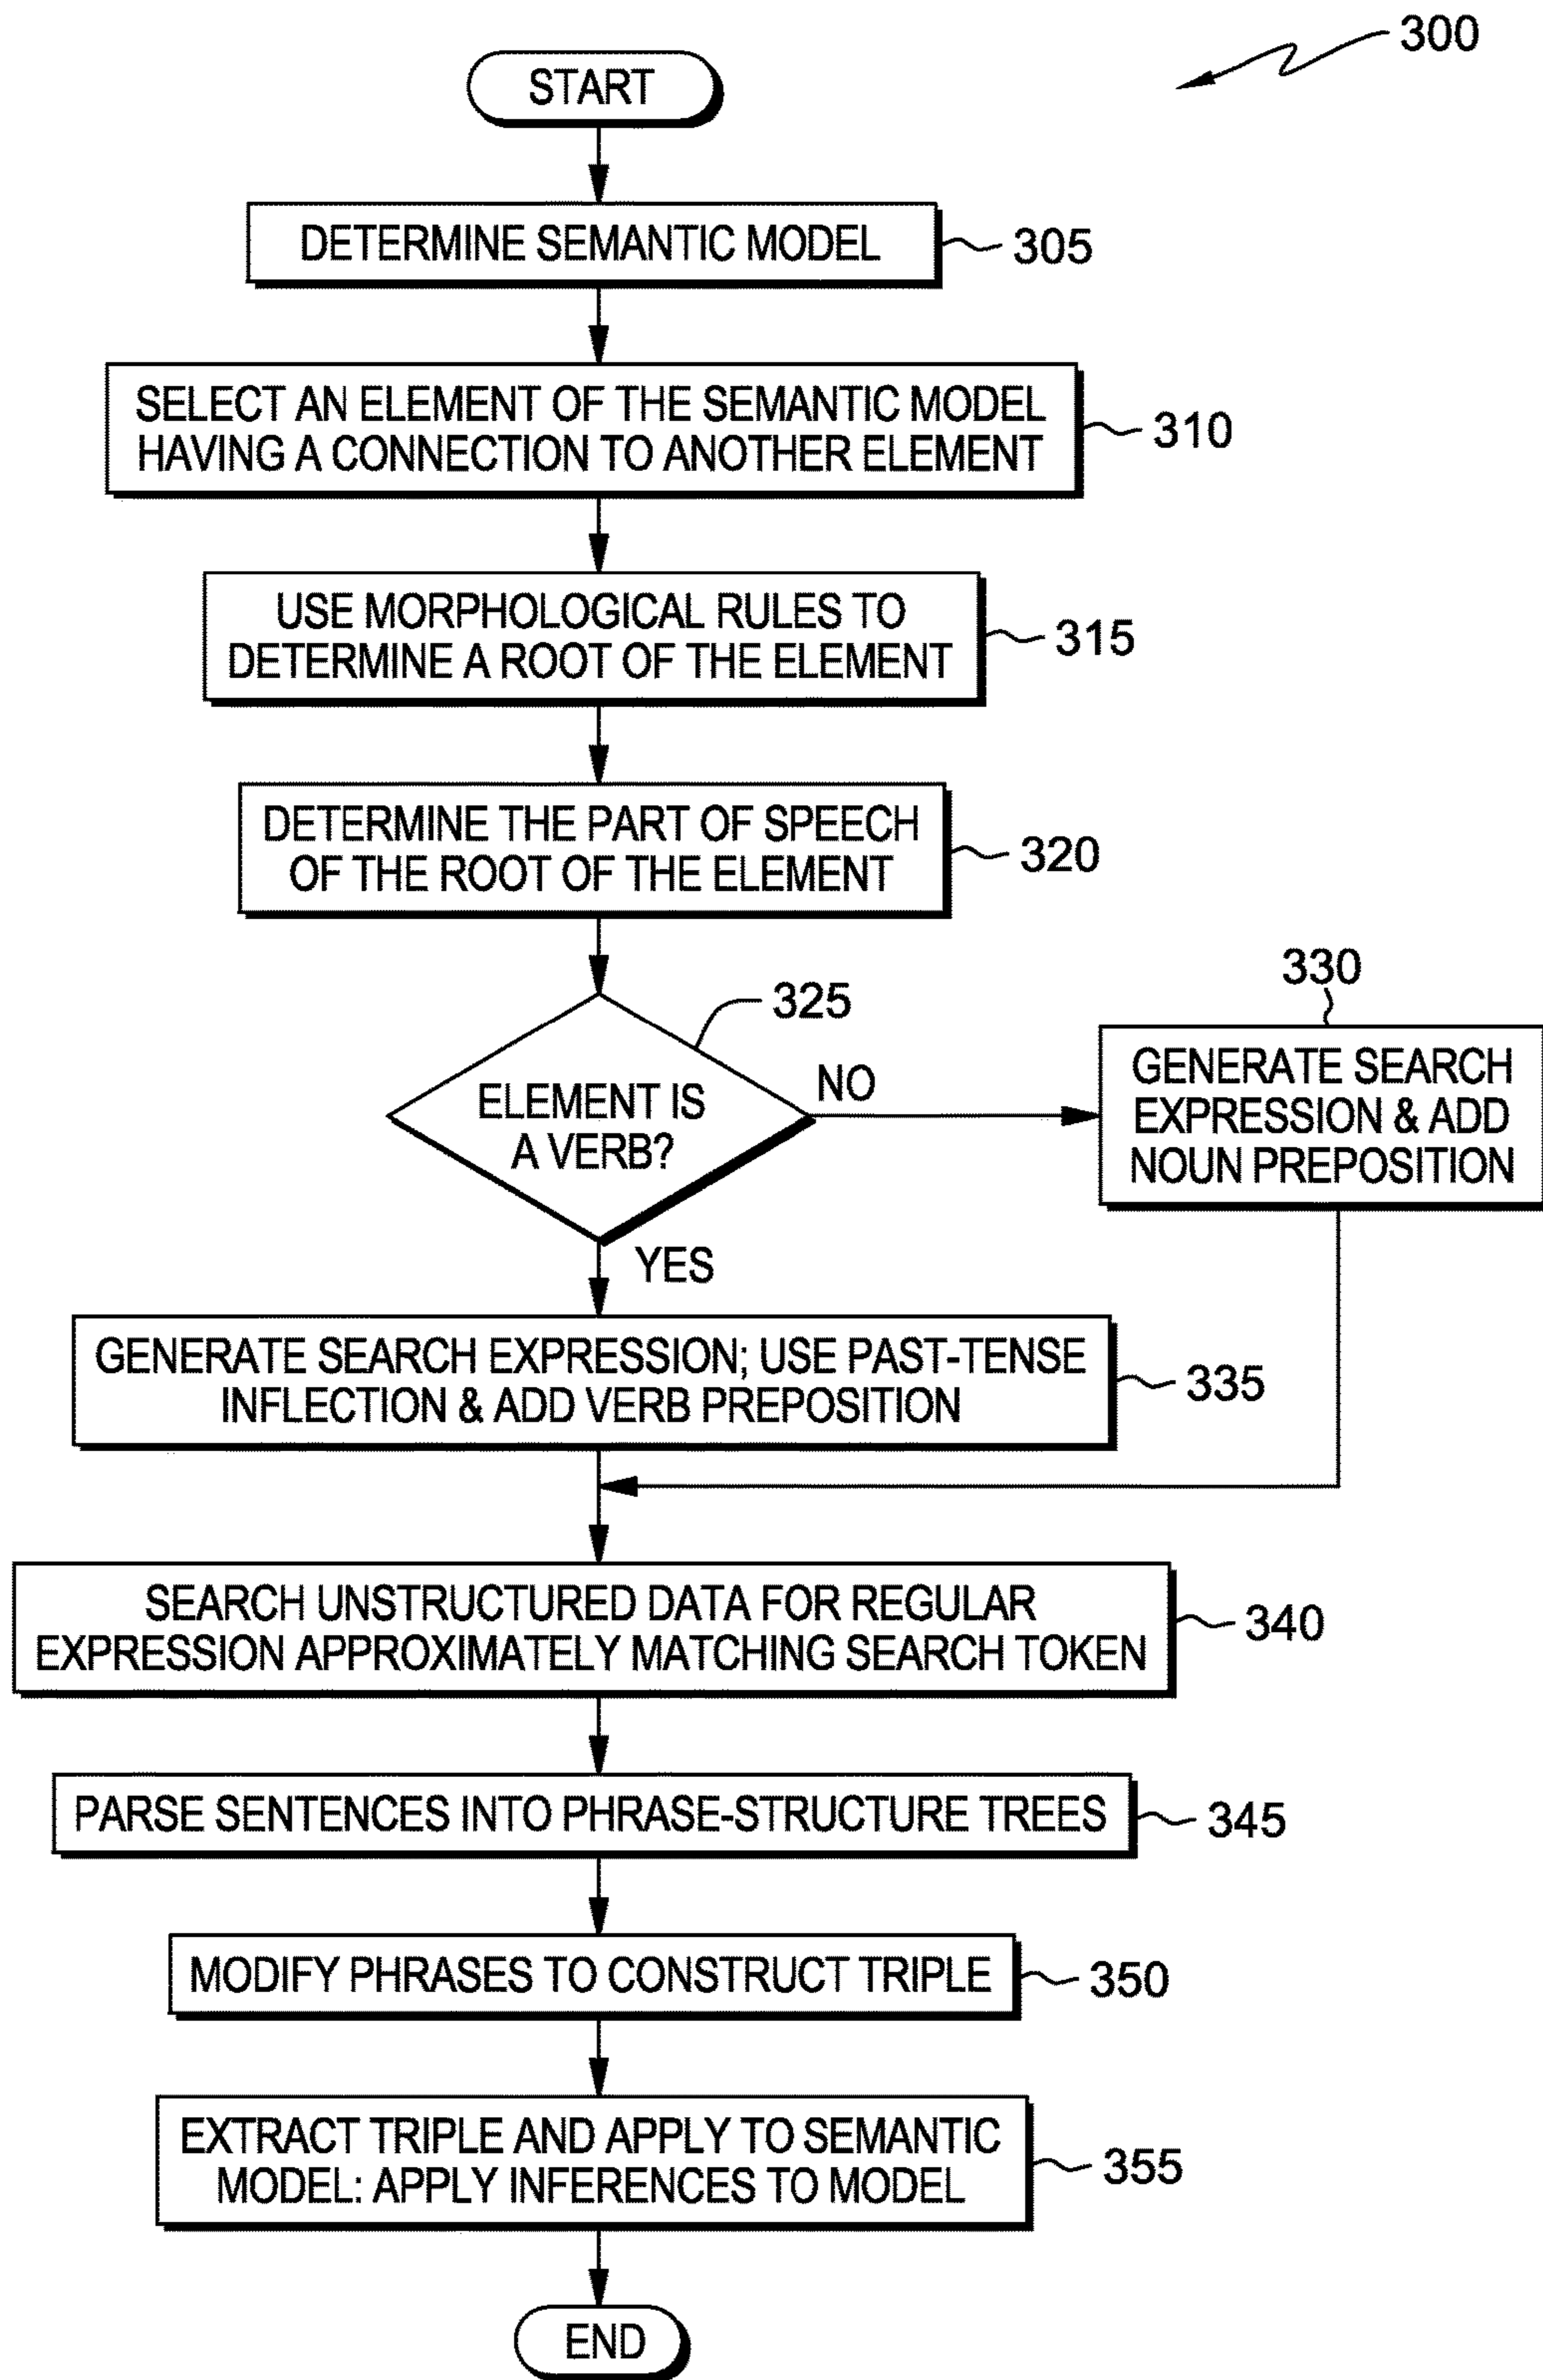 300
START
DETERMINE SEMANTIC MODEL
305
SELECT AN ELEMENT OF THE SEMANTIC MODEL
HAVING A CONNECTION TO ANOTHER ELEMENT
310
USE MORPHOLOGICAL RULES TO
DETERMINE A ROOT OF THE ELEMENT
315
DETERMINE THE PART OF SPEECH
OF THE ROOT OF THE ELEMENT
320
325
ELEMENT IS
A VERB?
NO
330
GENERATE SEARCH
EXPRESSION & ADD
NOUN PREPOSITION
YES
GENERATE SEARCH EXPRESSION; USE PAST-TENSE
INFLECTION & ADD VERB PREPOSITION
335
SEARCH UNSTRUCTURED DATA FOR REGULAR
EXPRESSION APPROXIMATELY MATCHING SEARCH TOKEN
340
PARSE SENTENCES INTO PHRASE-STRUCTURE TREES
345
MODIFY PHRASES TO CONSTRUCT TRIPLE
350
EXTRACT TRIPLE AND APPLY TO SEMANTIC
MODEL: APPLY INFERENCES TO MODEL
355
END